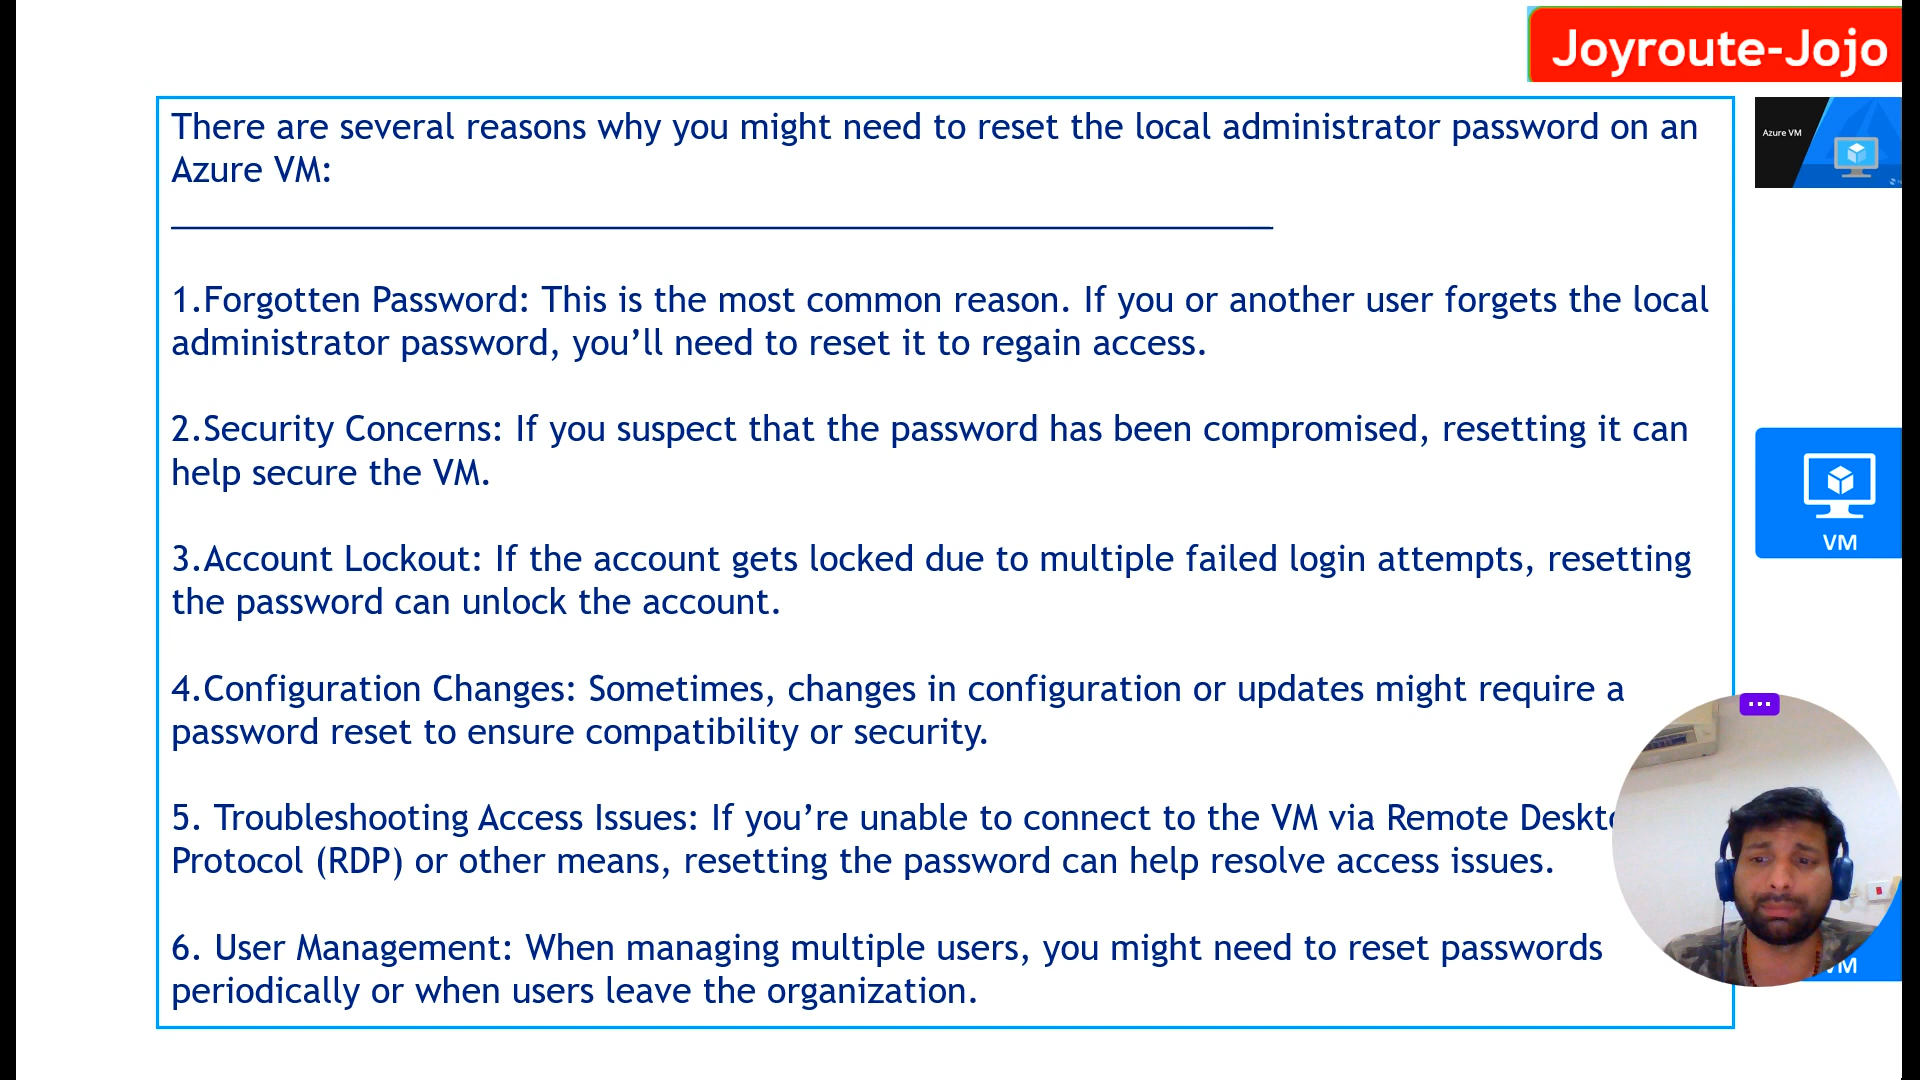 Joyroute-Jojo
There are several reasons why you might need to reset the local administrator password on an
Azure VM:
1.Forgotten Password: This is the most common reason. If you or another user forgets the local
administrator password, you’ll need to reset it to regain access.
2.Security Concerns: If you suspect that the password has been compromised, resetting it can
help secure the VM.
3.Account Lockout: If the account gets locked due to multiple failed login attempts, resetting
the password can unlock the account.
4.Configuration Changes: Sometimes, changes in configuration or updates might require a
password reset to ensure compatibility or security.
5. Troubleshooting Access Issues: If you’re unable to connect to the VM via Remote
Protocol (RDP) or other means, resetting the password can help resolve access issues.
6. User Management: When managing multiple users, you might need to reset passwords
periodically or when users leave the organization.
Azure VM
VM
VM